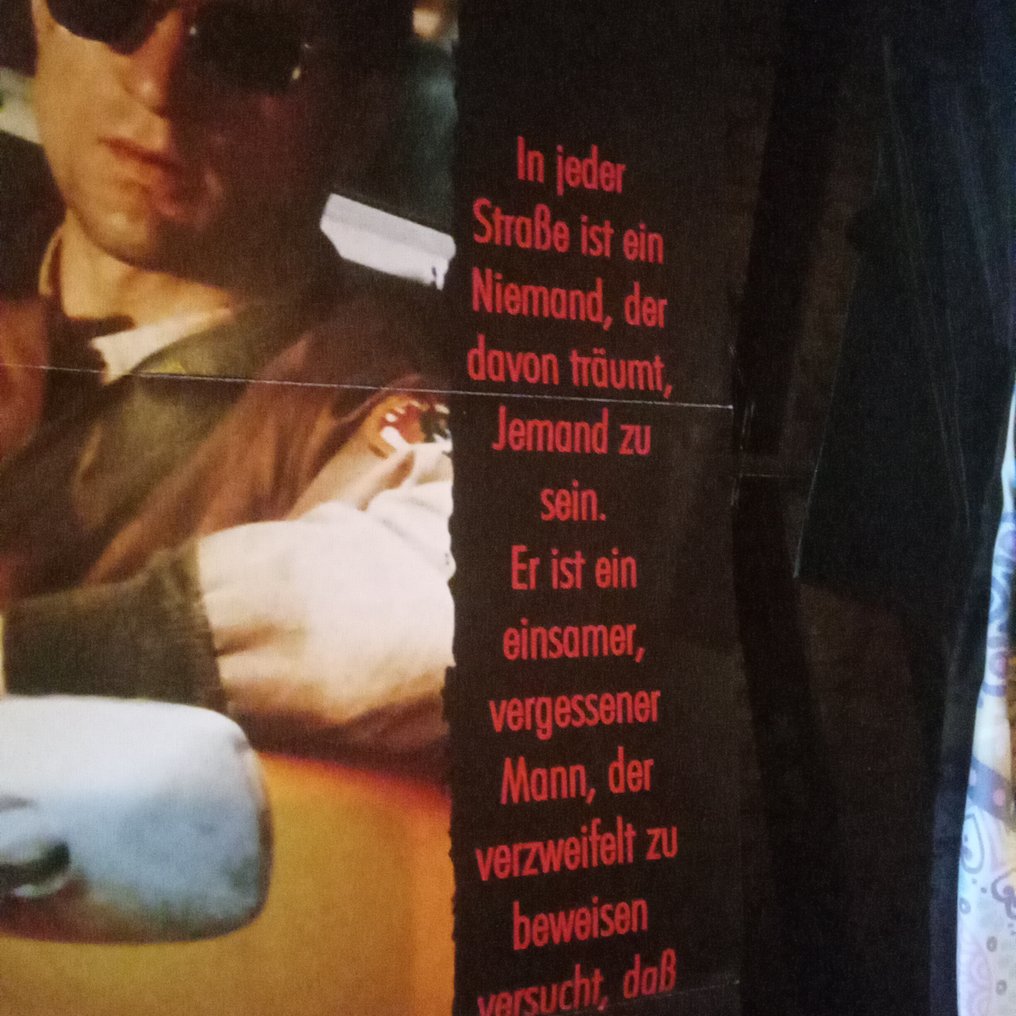 In jeder
Straße ist ein
Niemand, der
davon träumt,
Jemand zu
sein.
Er ist ein
einsamer,
vergessener
Mann, der
verzweifelt zu
beweisen
versucht, daß